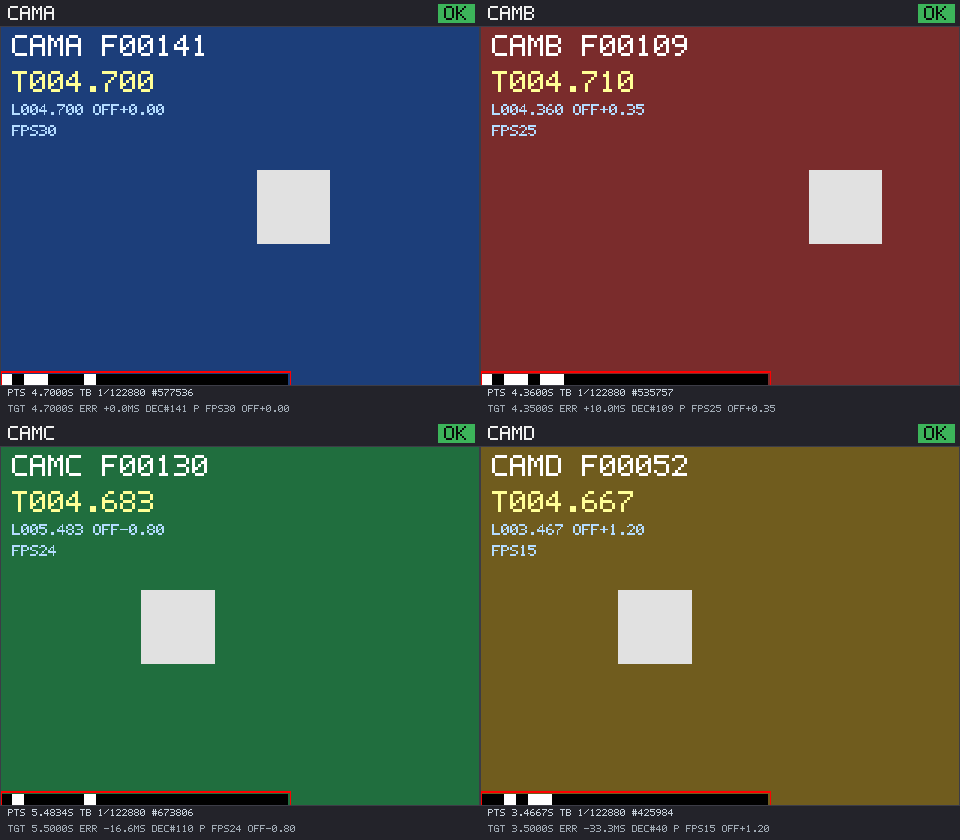 CAMA OK
CAMA F00141
T004.700
L004.700 OFF+0.00
FPS30
PTS 4.7000S TB 1/122880 #577536
TGT 4.7000S ERR +0.0MS DEC#141 P FPS30 OFF+0.00
CAMB OK
CAMB F00109
T004.710
L004.360 OFF+0.35
FPS25
PTS 4.3600S TB 1/122880 #535757
TGT 4.3500S ERR +10.0MS DEC#109 P FPS25 OFF+0.35
CAMC OK
CAMC F00130
T004.683
L005.483 OFF-0.80
FPS24
PTS 5.4834S TB 1/122880 #673806
TGT 5.5000S ERR -16.6MS DEC#110 P FPS24 OFF-0.80
CAMD OK
CAMD F00052
T004.667
L003.467 OFF+1.20
FPS15
PTS 3.4667S TB 1/122880 #425984
TGT 3.5000S ERR -33.3MS DEC#40 P FPS15 OFF+1.20